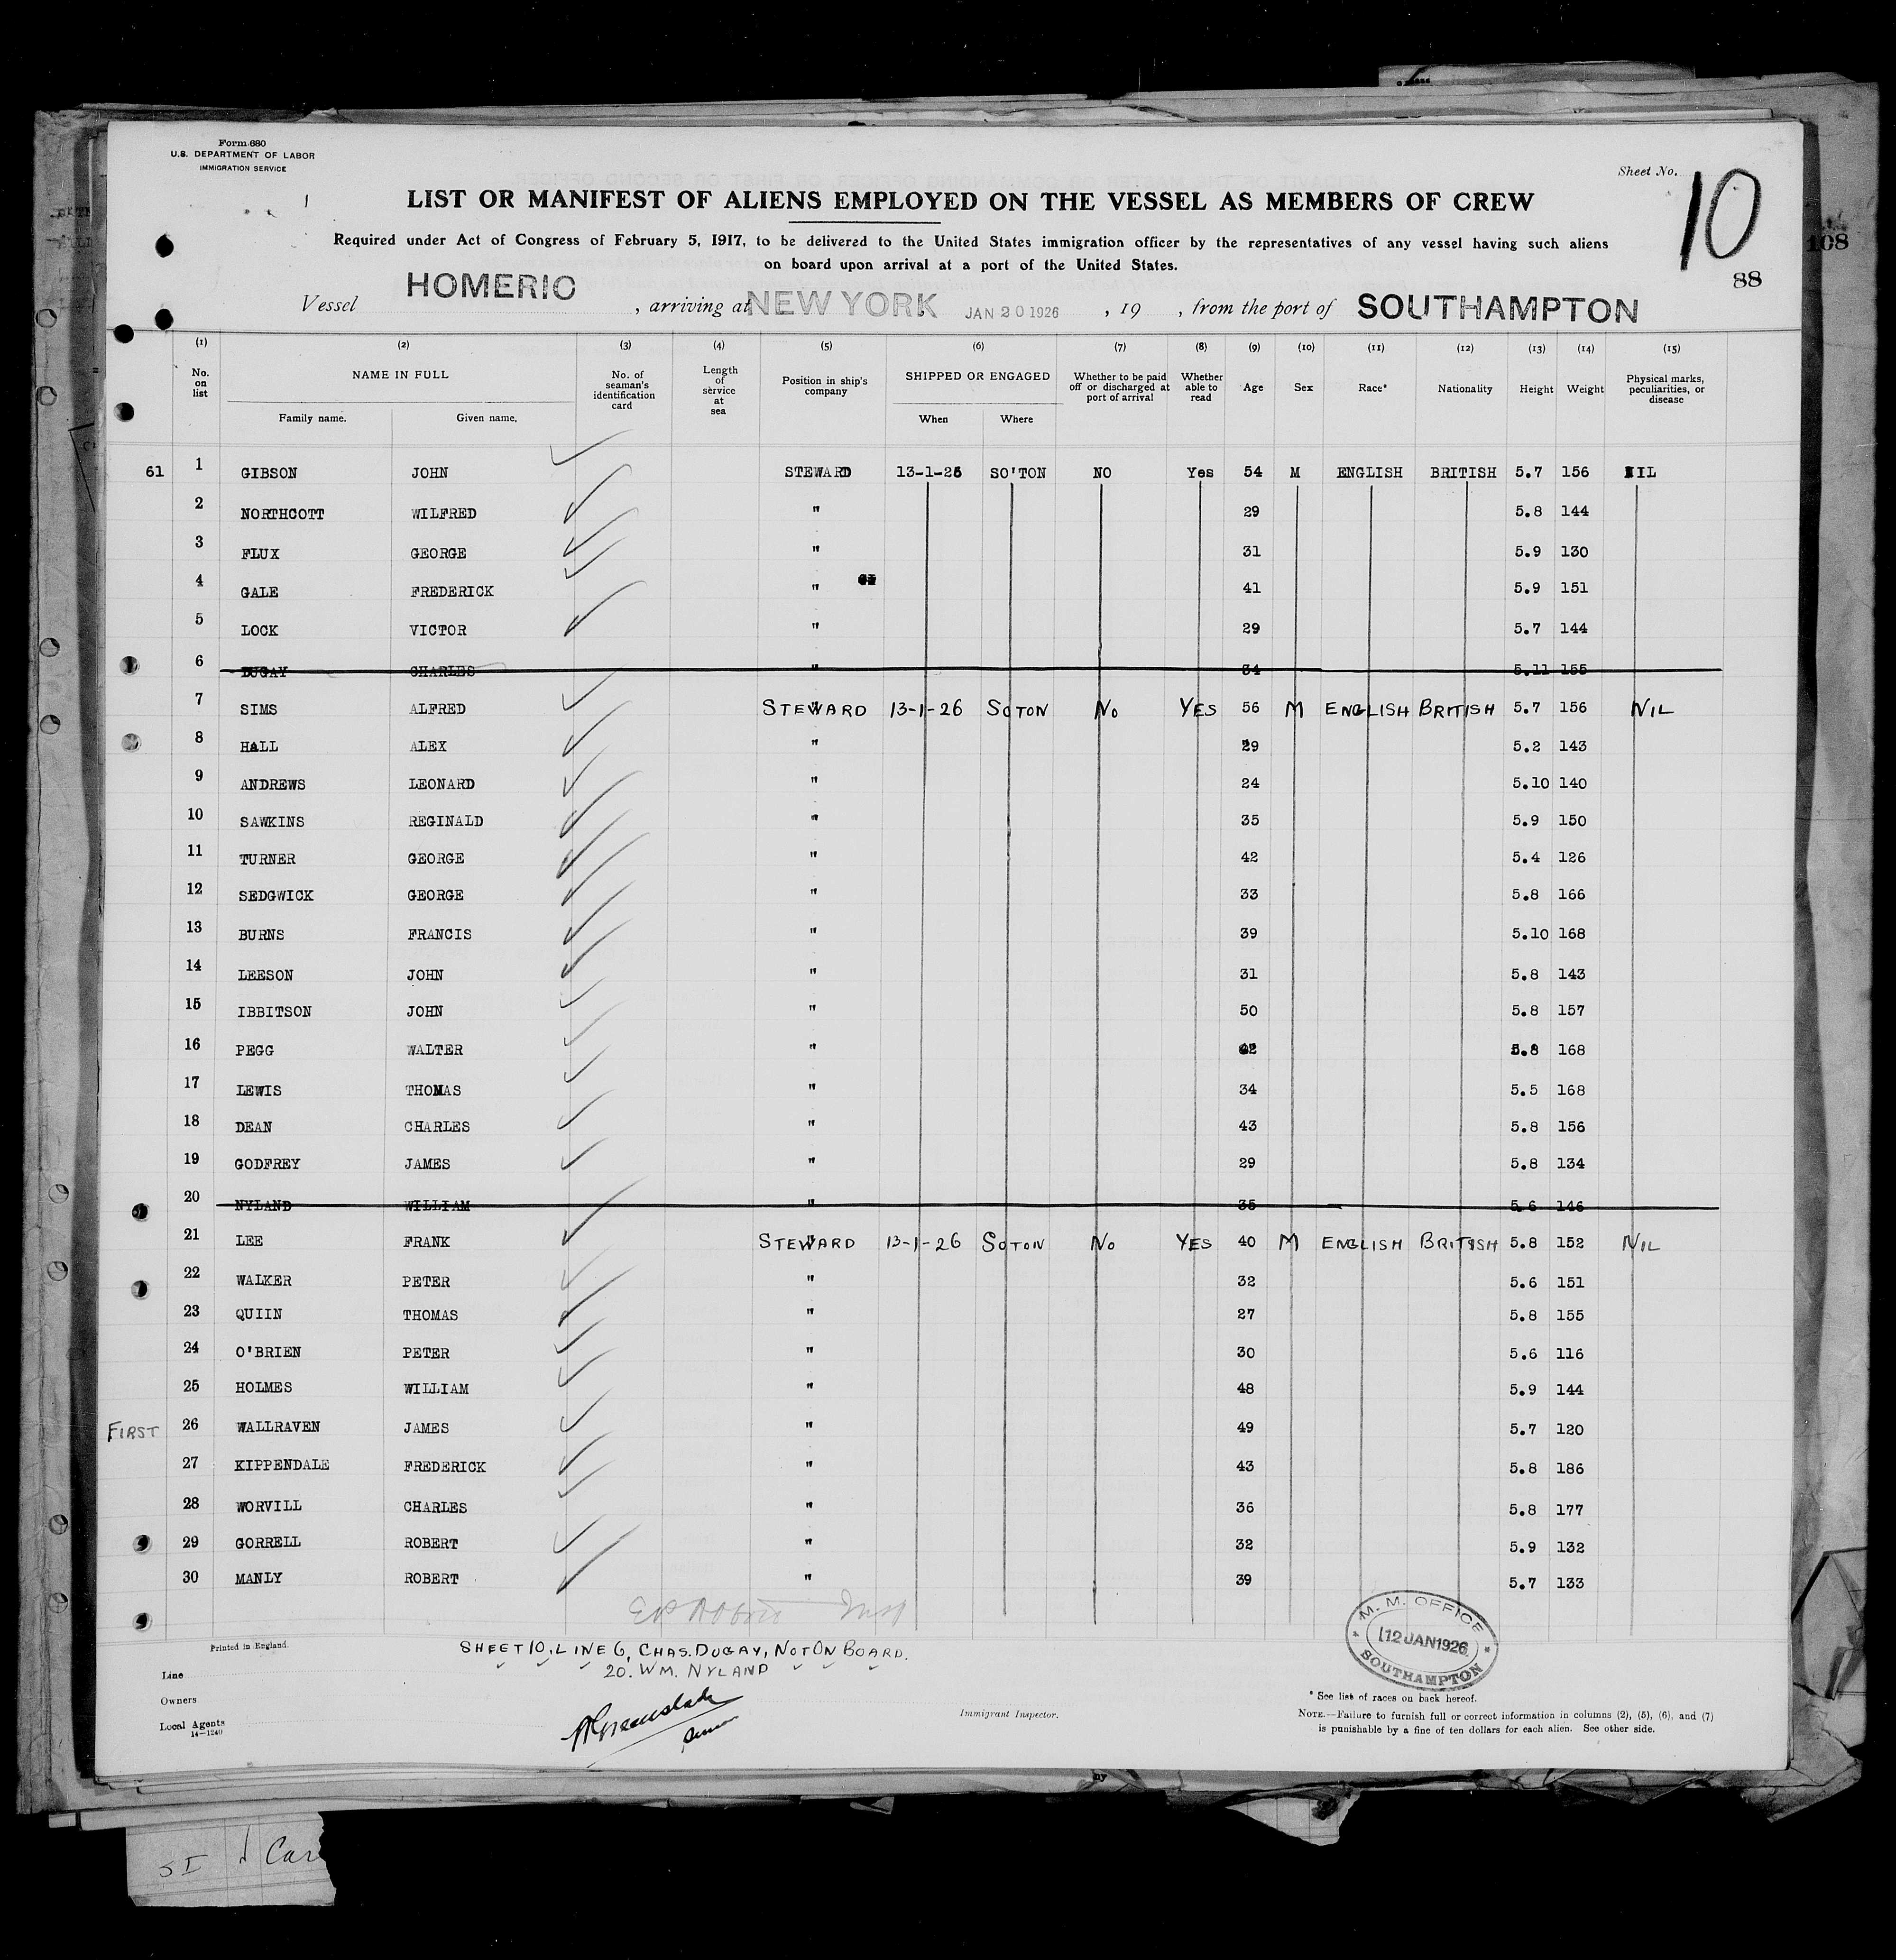 Form 680
U.S. DEPARTMENT OF LABOR
IMMIGRATION SERVICE
Sheet No. 10
LIST OR MANIFEST OF ALIENS EMPLOYED ON THE VESSEL AS MEMBERS OF CREW
Required under Act of Congress of February 5, 1917, to be delivered to the United States immigration officer by the representatives of any vessel having such aliens
on board upon arrival at a port of the United States.
108
88
Vessel HOMERIC, arriving at NEW YORK JAN 20 1926, 19 , from the port of SOUTHAMPTON
(1) (2) (3) (4) (5) (6) (7) (8) (9) (10) (11) (12) (13) (14) (15)
No. on list NAME IN FULL No. of seaman's identification card Length of service at sea Position in ship's company SHIPPED OR ENGAGED Whether to be paid off or discharged at port of arrival Whether able to read Age Sex Race* Nationality Height Weight Physical marks, peculiarities, or disease
Family name. Given name. When Where
61 1 GIBSON JOHN STEWARD 13-1-26 SO'TON NO Yes 54 M ENGLISH BRITISH 5.7 156 NIL
2 NORTHCOTT WILFRED " 29 5.8 144
3 FLUX GEORGE " 31 5.9 130
4 GALE FREDERICK " 41 5.9 151
5 LOCK VICTOR " 29 5.7 144
6 DUGAY CHARLES " 34 5.11 155
7 SIMS ALFRED STEWARD 13-1-26 SOTON NO YES 56 M ENGLISH BRITISH 5.7 156 NIL
8 HALL ALEX " 29 5.2 143
9 ANDREWS LEONARD " 24 5.10 140
10 SAWKINS REGINALD " 35 5.9 150
11 TURNER GEORGE " 42 5.4 126
12 SEDGWICK GEORGE " 33 5.8 166
13 BURNS FRANCIS " 39 5.10 168
14 LEESON JOHN " 31 5.8 143
15 IBBITSON JOHN " 50 5.8 157
16 PEGG WALTER " 5.8 168
17 LEWIS THOMAS " 34 5.5 168
18 DEAN CHARLES " 43 5.8 156
19 GODFREY JAMES " 29 5.8 134
20 NYLAND WILLIAM " 35 5.6 146
21 LEE FRANK STEWARD 13-1-26 SOTON NO YES 40 M ENGLISH BRITISH 5.8 152 NIL
22 WALKER PETER " 32 5.6 151
23 QUIIN THOMAS " 27 5.8 155
24 O'BRIEN PETER " 30 5.6 116
25 HOLMES WILLIAM " 48 5.9 144
FIRST 26 WALLRAVEN JAMES " 49 5.7 120
27 KIPPENDALE FREDERICK " 43 5.8 186
28 WORVILL CHARLES " 36 5.8 177
29 GORRELL ROBERT " 32 5.9 132
30 MANLY ROBERT " 39 5.7 133
M. M. OFFICE
12 JAN 1926
SOUTHAMPTON
Printed in England.
SHEET 10, LINE 6, CHAS. DUGAY, NOT ON BOARD.
20. WM. NYLAND
Line
Owners
Local Agents
14—1240
Immigrant Inspector.
* See list of races on back hereof.
NOTE.—Failure to furnish full or correct information in columns (2), (5), (6), and (7)
is punishable by a fine of ten dollars for each alien. See other side.
ny
SI Car